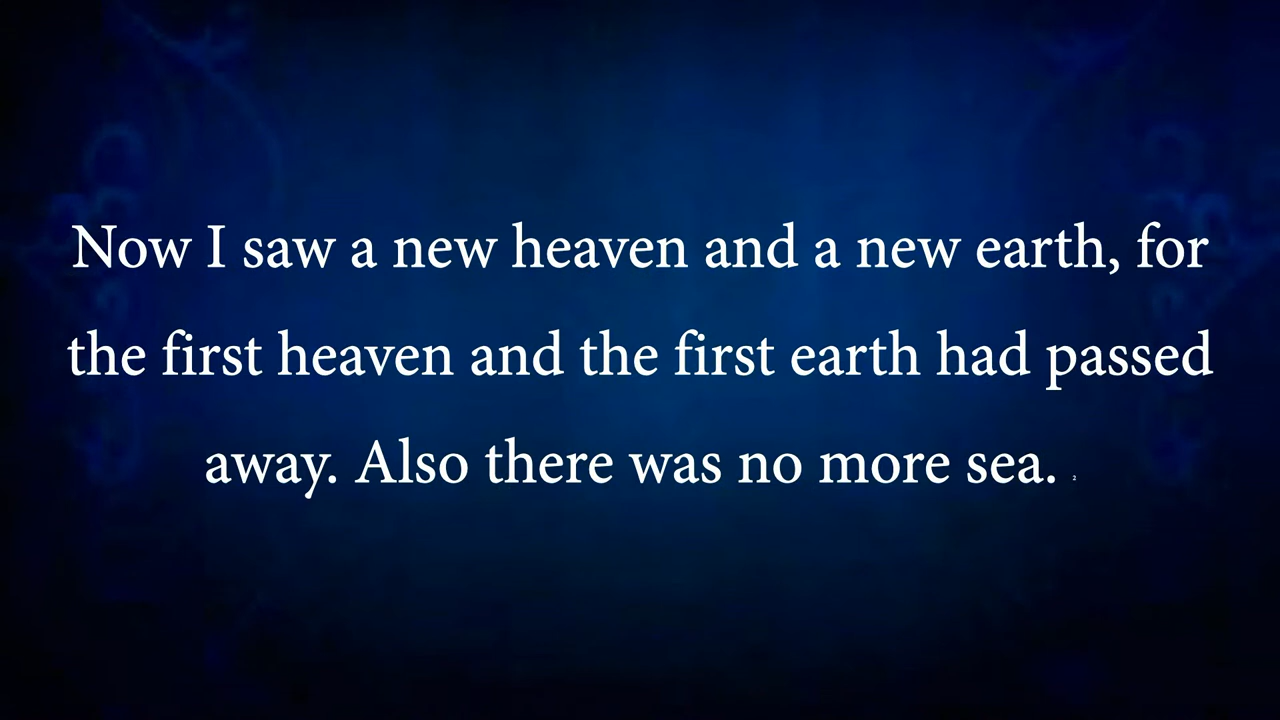 Now I saw a new heaven and a new earth, for
the first heaven and the first earth had passed
away. Also there was no more sea. 2